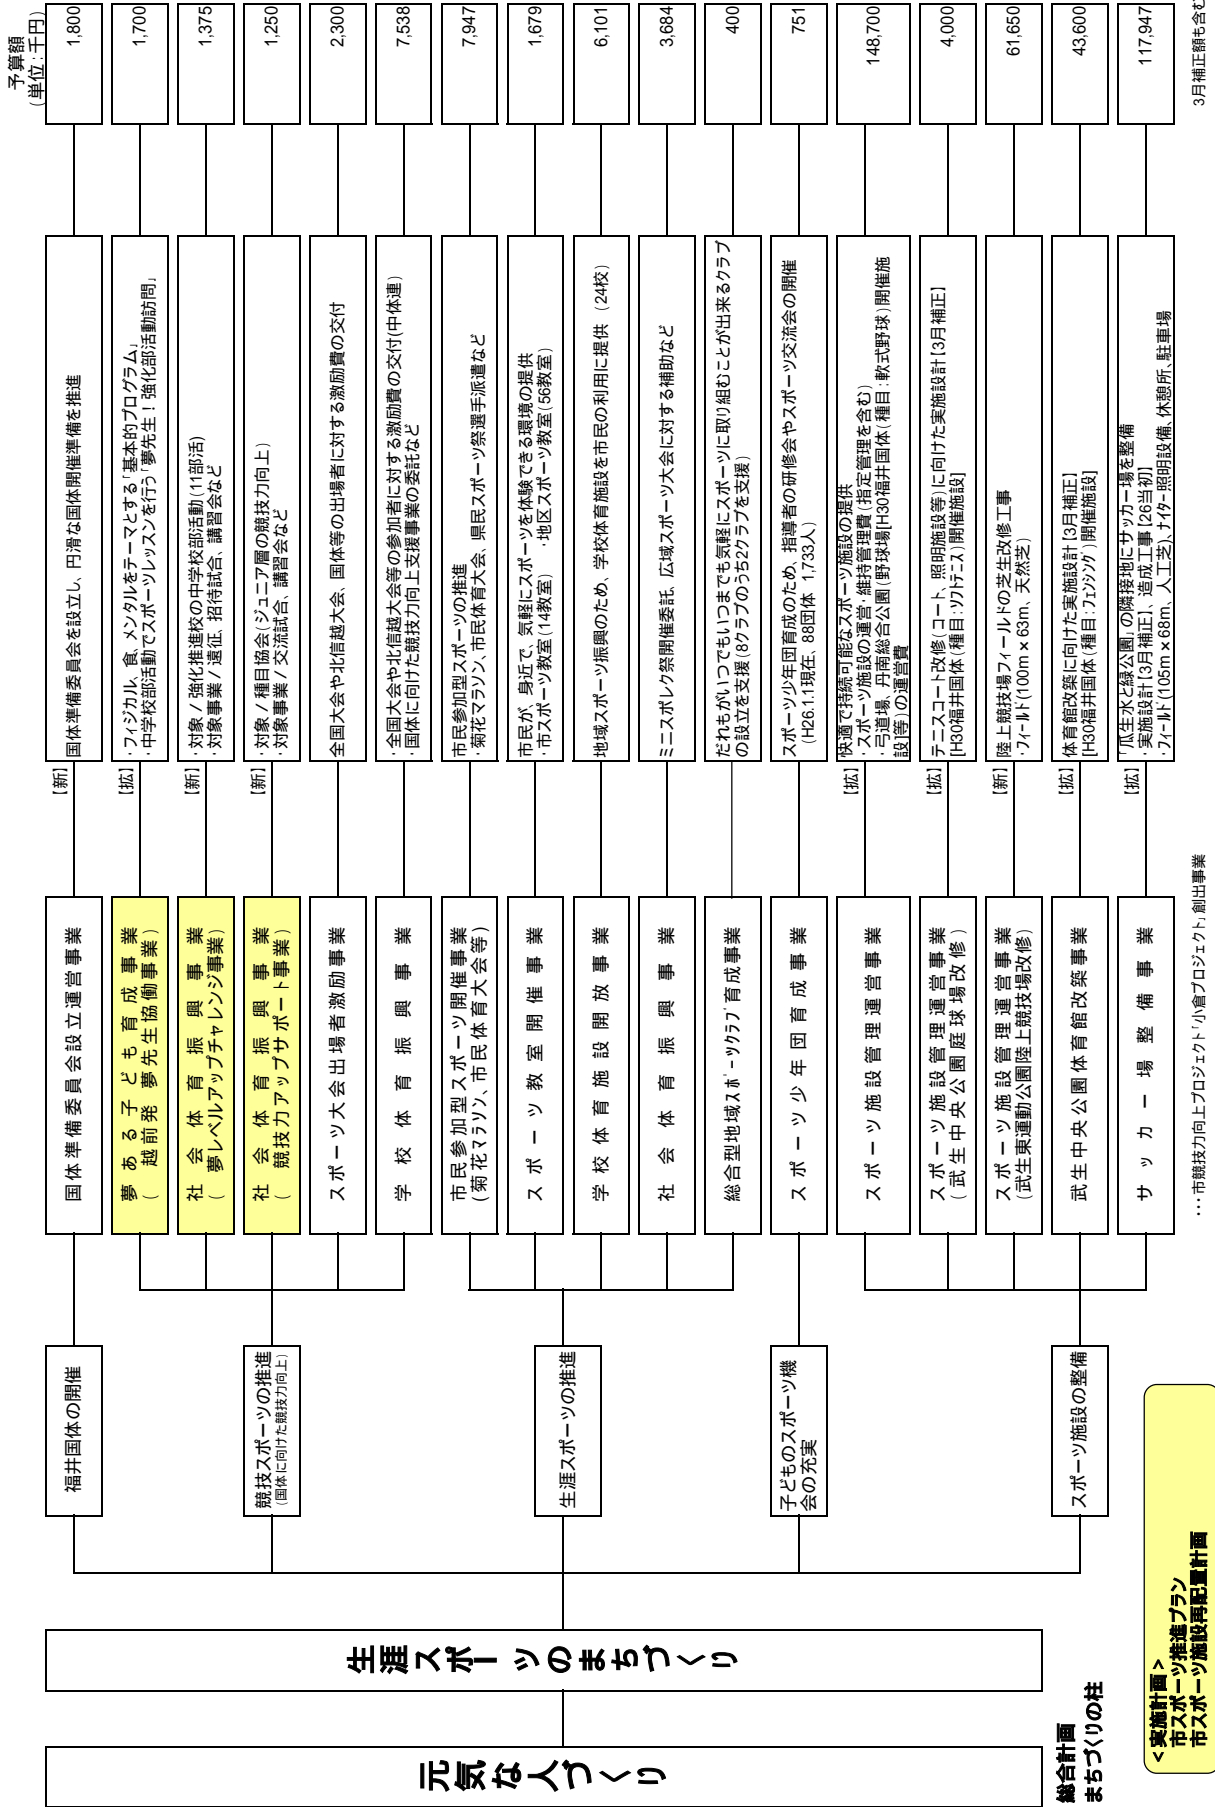 元気な人づくり
生涯スポーツのまちづくり
総合計画
まちづくりの柱
<実施計画>
市スポーツ推進プラン
市スポーツ施設再配置計画
予算額
(単位:千円)
福井国体の開催
国体準備委員会設立運営事業
【新】
国体準備委員会を設立し、円滑な国体開催準備を推進
1,800
競技スポーツの推進
(国体に向けた競技力向上)
夢ある子ども育成事業
( 越前発 夢先生協働事業)
【拡】
・フィジカル、食、メンタルをテーマとする「基本的プログラム」
・中学校部活動でスポーツレッスンを行う「夢先生!強化部活動訪問」
1,700
社会体育振興事業
( 夢レベルアップチャレンジ事業)
【新】
・対象/強化推進校の中学校部活動(11部活)
・対象事業/遠征、招待試合、講習会など
1,375
社会体育振興事業
( 競技力アップサポート事業)
【新】
・対象/種目協会(ジュニア層の競技力向上)
・対象事業/交流試合、講習会など
1,250
スポーツ大会出場者激励事業
全国大会や北信越大会、国体等の出場者に対する激励費の交付
2,300
学校体育振興事業
・全国大会や北信越大会等の参加者に対する激励費の交付(中体連)
・国体に向けた競技力向上支援事業の委託など
7,538
生涯スポーツの推進
市民参加型スポーツ開催事業
(菊花マラソン、市民体育大会等)
市民参加型スポーツの推進
・菊花マラソン、市民体育大会、県民スポーツ祭選手派遣など
7,947
スポーツ教室開催事業
市民が、身近で、気軽にスポーツを体験できる環境の提供
・市スポーツ教室(14教室) ・地区スポーツ教室(56教室)
1,679
学校体育施設開放事業
地域スポーツ振興のため、学校体育施設を市民の利用に提供(24校)
6,101
社会体育振興事業
ミニスポレク祭開催委託、広域スポーツ大会に対する補助など
3,684
総合型地域スポーツクラブ育成事業
だれもがいつでもいつまでも気軽にスポーツに取り組むことが出来るクラブ
の設立を支援(8クラブのうち2クラブを支援)
400
子どものスポーツ機
会の充実
スポーツ少年団育成事業
スポーツ少年団育成のため、指導者の研修会やスポーツ交流会の開催
(H26.1.1現在、88団体 1,733人)
751
スポーツ施設の整備
スポーツ施設管理運営事業
【拡】
快適で持続可能なスポーツ施設の提供
・スポーツ施設の運営・維持管理費(指定管理を含む)
・弓道場、丹南総合公園(野球場[H30福井国体(種目:軟式野球)開催施
設]等)の運営費
148,700
スポーツ施設管理運営事業
(武生中央公園庭球場改修)
【拡】
テニスコート改修(コート、照明施設等)に向けた実施設計【3月補正】
[H30福井国体(種目:ソフトテニス)開催施設]
4,000
スポーツ施設管理運営事業
(武生東運動公園陸上競技場改修)
【新】
陸上競技場フィールドの芝生改修工事
・フィールド(100m×63m、天然芝)
61,650
武生中央公園体育館改築事業
【拡】
体育館改築に向けた実施設計【3月補正】
[H30福井国体(種目:フェンシング)開催施設]
43,600
サッカー場整備事業
【拡】
「瓜生水と緑公園」の隣接地にサッカー場を整備
・実施設計【3月補正】、造成工事【26当初】
・フィールド(105m×68m、人工芝)、ナイター照明設備、休憩所、駐車場
117,947
…市競技力向上プロジェクト「小倉プロジェクト」創出事業
3月補正額も含む